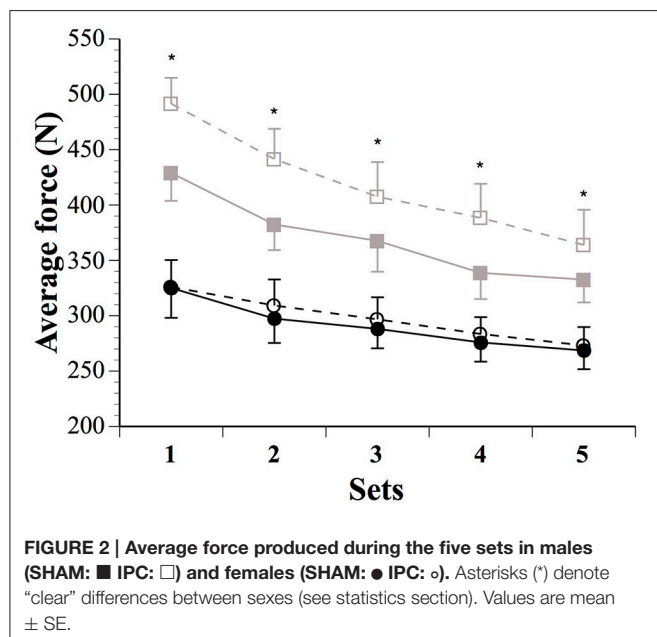 *
*
*
*
*
550
500
450
400
350
300
250
200
Average force (N)
1 2 3 4 5
Sets
FIGURE 2 | Average force produced during the five sets in males
(SHAM: ■ IPC: □) and females (SHAM: ● IPC: ○). Asterisks (*) denote
“clear” differences between sexes (see statistics section). Values are mean
± SE.